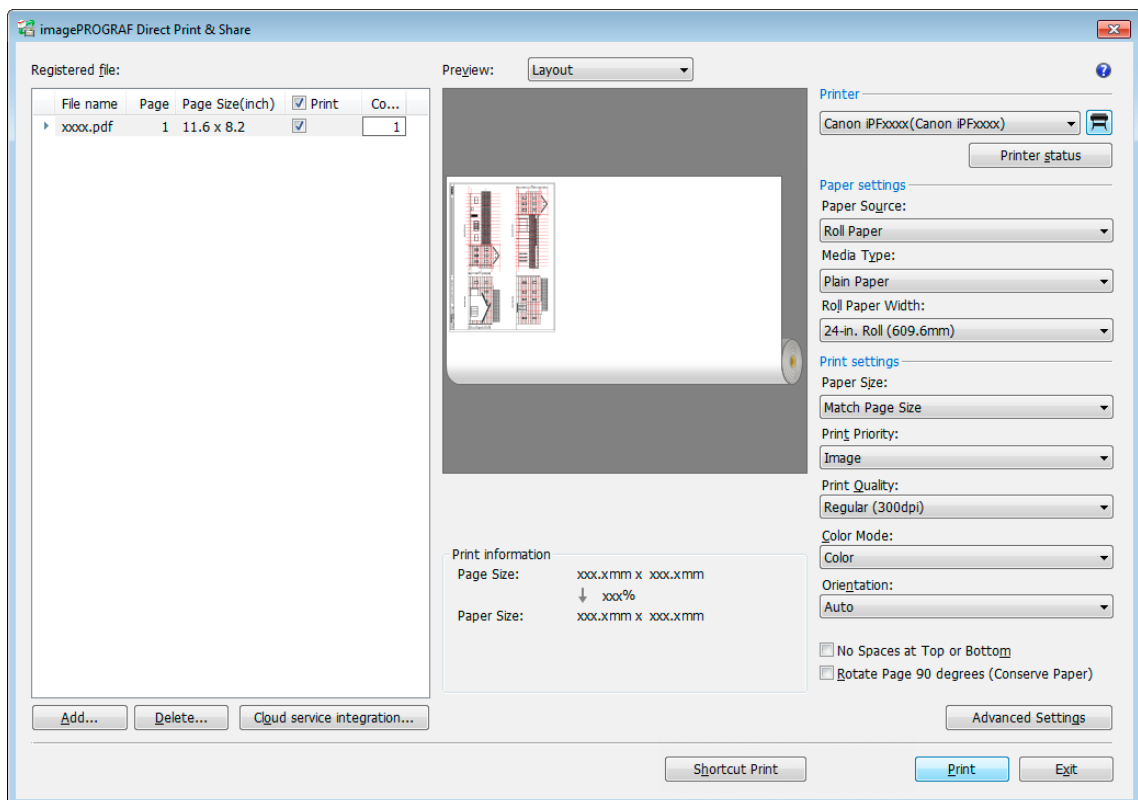 imagePROGRAF Direct Print & Share
Registered file:
File name Page Page Size(inch) Print Co...
xxxx.pdf 1 11.6 x 8.2 1
Add... Delete... Cloud service integration...
Preview: Layout
Print information
Page Size: xxx.xmm x xxx.xmm
xxx%
Paper Size: xxx.xmm x xxx.xmm
Printer
Canon iPFxxxx(Canon iPFxxxx)
Printer status
Paper settings
Paper Source:
Roll Paper
Media Type:
Plain Paper
Roll Paper Width:
24-in. Roll (609.6mm)
Print settings
Paper Size:
Match Page Size
Print Priority:
Image
Print Quality:
Regular (300dpi)
Color Mode:
Color
Orientation:
Auto
No Spaces at Top or Bottom
Rotate Page 90 degrees (Conserve Paper)
Advanced Settings
Shortcut Print Print Exit